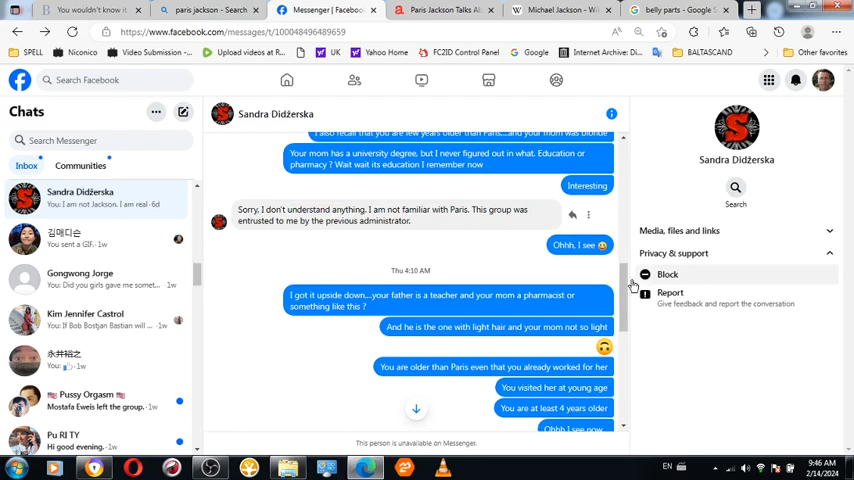 You wouldn't know it
paris jackson - Search
Messenger | Facebook
Paris Jackson Talks Ab
Michael Jackson - Wiki
belly parts - Google S
https://www.facebook.com/messages/t/100048496489659
SPELL
Niconico
Video Submission -...
Upload videos at R...
UK
Yahoo Home
FC2ID Control Panel
Google
Internet Archive: Di...
BALTASCAND
Other favorites
Search Facebook
Chats
Search Messenger
Inbox
Communities
Sandra Didžerska
You: I am not Jackson. I am real · 6d
김매디슨
You sent a GIF. · 1w
Gongwong Jorge
You: Did you girls gave me somet... · 1w
Kim Jennifer Castrol
You: If Bob Bostjan Bastian will ... · 1w
永井裕之
You: 👍 · 1w
🇺🇸 Pussy Orgasm 🇺🇸
Mostafa Eweis left the group. · 1w
Pu RI TY
Hi good evening. · 1w
Sandra Didžerska
I also recall that you are few years older than Paris....and your mom was blonde
Your mom has a university degree, but I never figured out in what. Education or
pharmacy ? Wait wait its education I remember now
Interesting
Sorry, I don't understand anything. I am not familiar with Paris. This group was
entrusted to me by the previous administrator.
Ohhh, I see 😀
Thu 4:10 AM
I got it upside down....your father is a teacher and your mom a pharmacist or
something like this ?
And he is the one with light hair and your mom not so light
🙃
You are older than Paris even that you already worked for her
You visited her at young age
You are at least 4 years older
Ohhh I see now
This person is unavailable on Messenger.
Sandra Didžerska
Search
Media, files and links
Privacy & support
Block
Report
Give feedback and report the conversation
EN
9:46 AM
2/14/2024